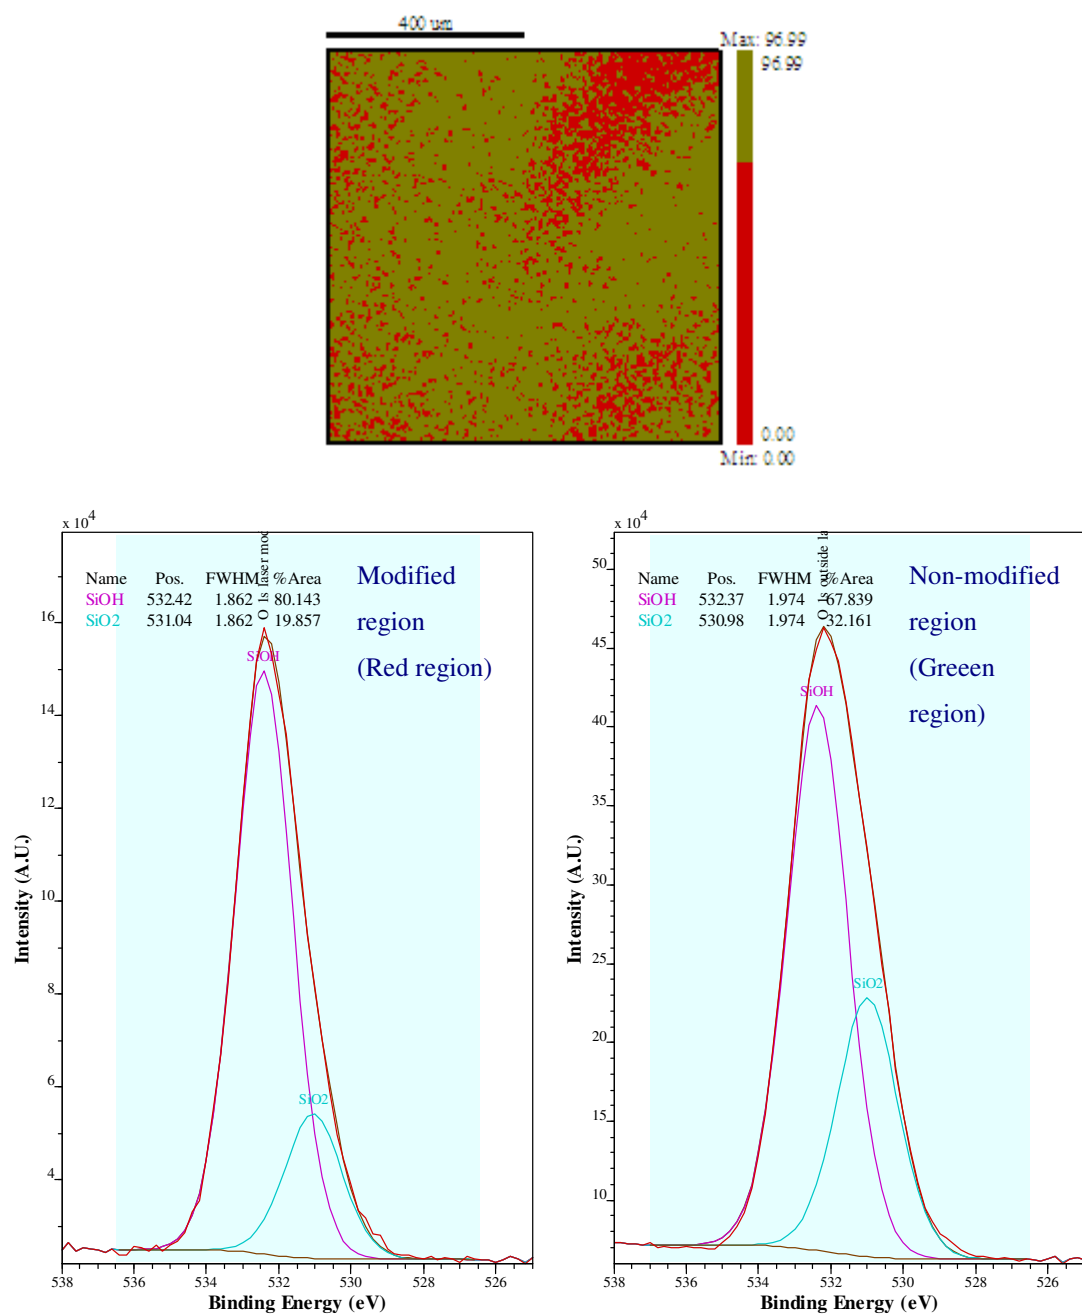 400 um
Max: 96.99
96.99
0.00
Min: 0.00
x 10^4
Name Pos. FWHM %Area
SiOH 532.42 1.862 80.143
SiO2 531.04 1.862 19.857
O 1s laser
Modified
region
(Red region)
SiOH
SiO2
16
14
12
10
8
6
4
538 536 534 532 530 528 526
Intensity (A.U.)
Binding Energy (eV)
x 10^4
Name Pos. FWHM %Area
SiOH 532.37 1.974 67.839
SiO2 530.98 1.974 32.161
O 1s outside
Non-modified
region
(Greeen
region)
SiOH
SiO2
50
45
40
35
30
25
20
15
10
538 536 534 532 530 528 526
Intensity (A.U.)
Binding Energy (eV)